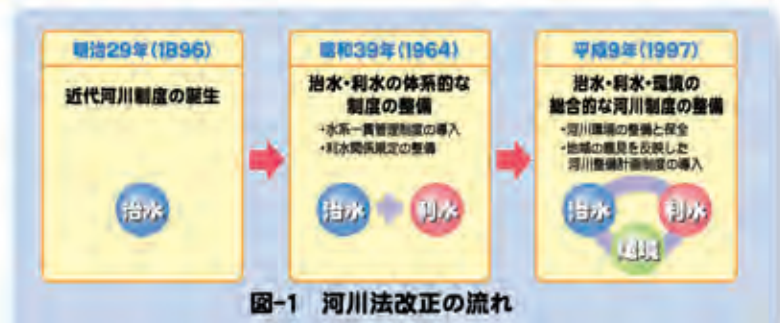 明治29年(1896)
近代河川制度の誕生
治水
昭和39年(1964)
治水・利水の体系的な
制度の整備
・水系一貫管理制度の導入
・利水関係規定の整備
治水
利水
平成9年(1997)
治水・利水・環境の
総合的な河川制度の整備
・河川環境の整備と保全
・地域の意見を反映した
河川整備計画制度の導入
治水
利水
環境
図-1 河川法改正の流れ